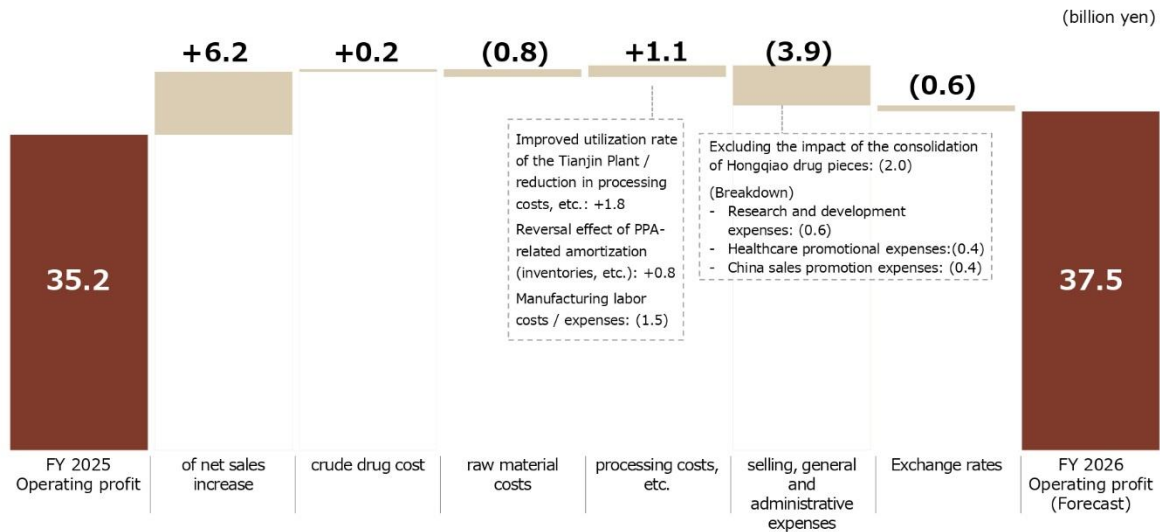 (billion yen)
+6.2
+0.2
(0.8)
+1.1
(3.9)
(0.6)
Improved utilization rate
of the Tianjin Plant /
reduction in processing
costs, etc.: +1.8
Reversal effect of PPA-
related amortization
(inventories, etc.): +0.8
Manufacturing labor
costs / expenses: (1.5)
Excluding the impact of the consolidation
of Hongqiao drug pieces: (2.0)
(Breakdown)
- Research and development
expenses: (0.6)
- Healthcare promotional expenses:(0.4)
- China sales promotion expenses: (0.4)
35.2
37.5
FY 2025
Operating profit
of net sales
increase
crude drug cost
raw material
costs
processing costs,
etc.
selling, general
and
administrative
expenses
Exchange rates
FY 2026
Operating profit
(Forecast)